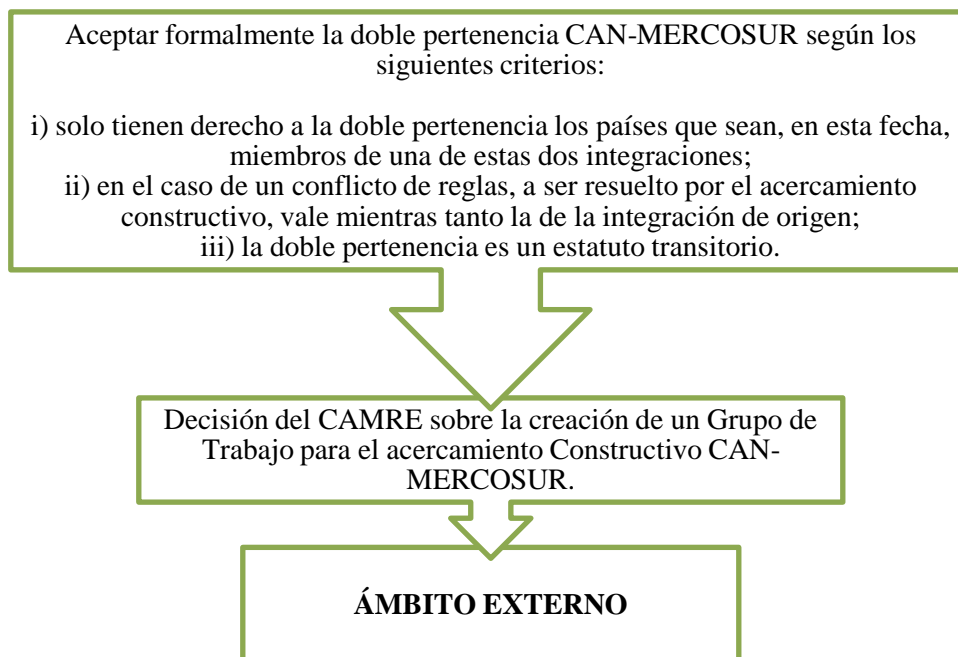 Aceptar formalmente la doble pertenencia CAN-MERCOSUR según los
siguientes criterios:
i) solo tienen derecho a la doble pertenencia los países que sean, en esta fecha,
miembros de una de estas dos integraciones;
ii) en el caso de un conflicto de reglas, a ser resuelto por el acercamiento
constructivo, vale mientras tanto la de la integración de origen;
iii) la doble pertenencia es un estatuto transitorio.
Decisión del CAMRE sobre la creación de un Grupo de
Trabajo para el acercamiento Constructivo CAN-
MERCOSUR.
ÁMBITO EXTERNO